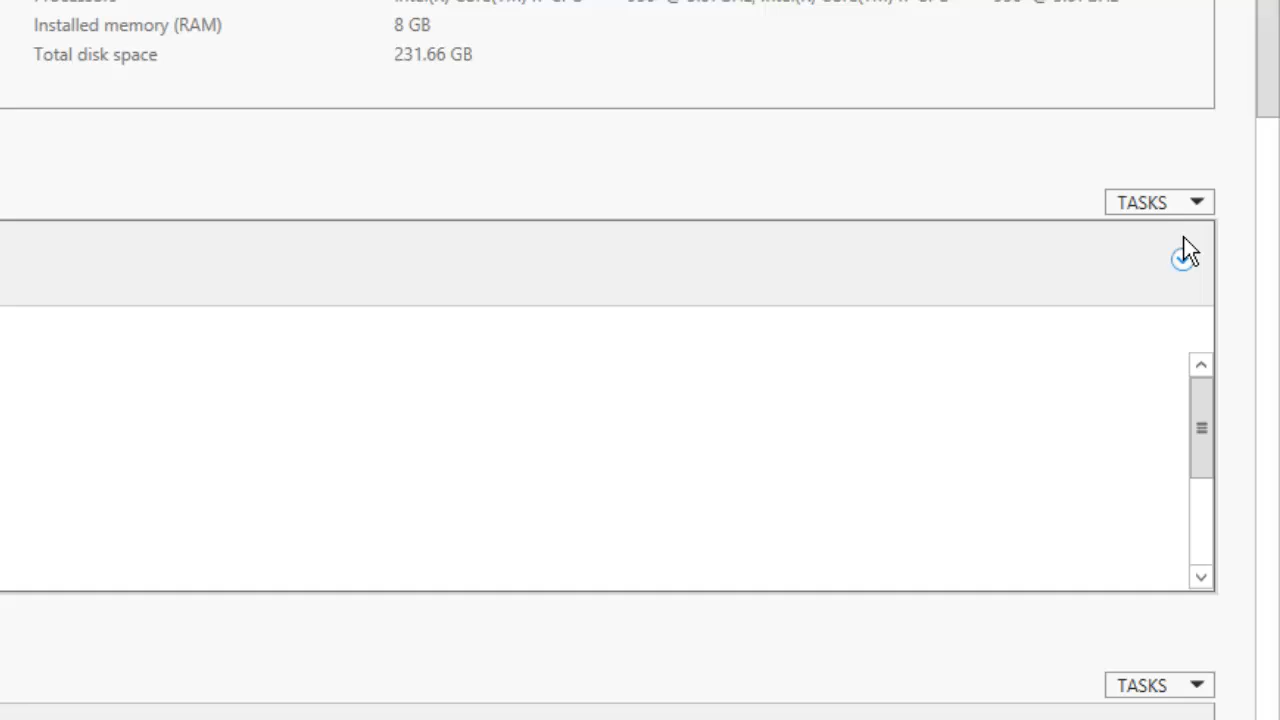 Installed memory (RAM) 8 GB
Total disk space 231.66 GB
TASKS
TASKS